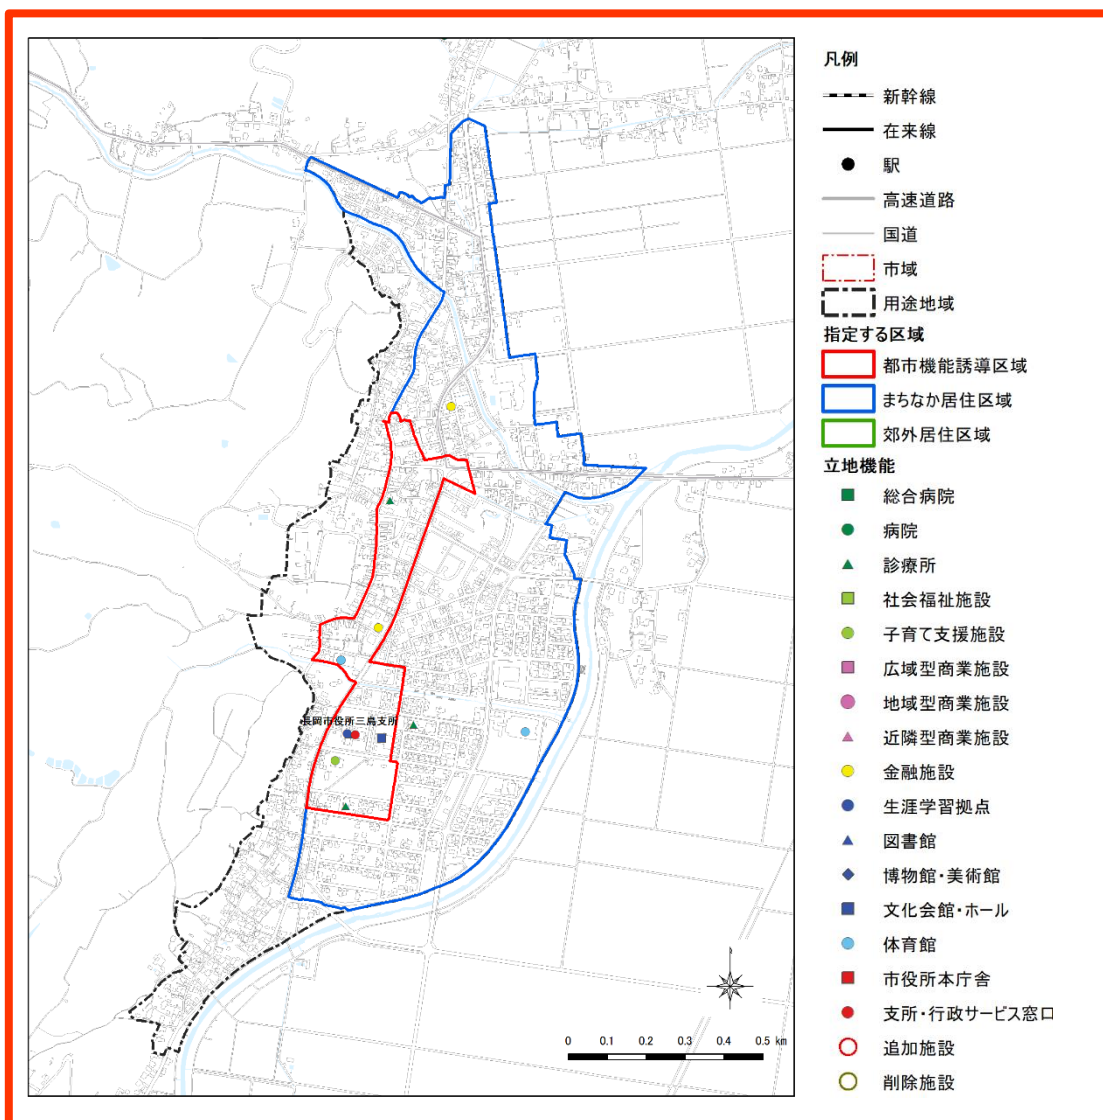 凡例
新幹線
在来線
駅
高速道路
国道
市域
用途地域
指定する区域
都市機能誘導区域
まちなか居住区域
郊外居住区域
立地機能
総合病院
病院
診療所
社会福祉施設
子育て支援施設
広域型商業施設
地域型商業施設
近隣型商業施設
金融施設
生涯学習拠点
図書館
博物館・美術館
文化会館・ホール
体育館
市役所本庁舎
支所・行政サービス窓口
追加施設
削除施設
長岡市役所三島支所
0 0.1 0.2 0.3 0.4 0.5 km